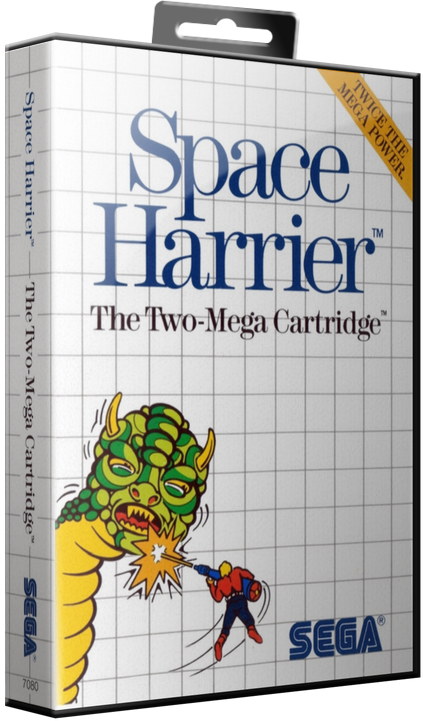 TWICE THE
MEGA POWER.
Space
Harrier™
The Two-Mega Cartridge™
SEGA®
Space Harrier™ The Two-Mega Cartridge™
SEGA
7080